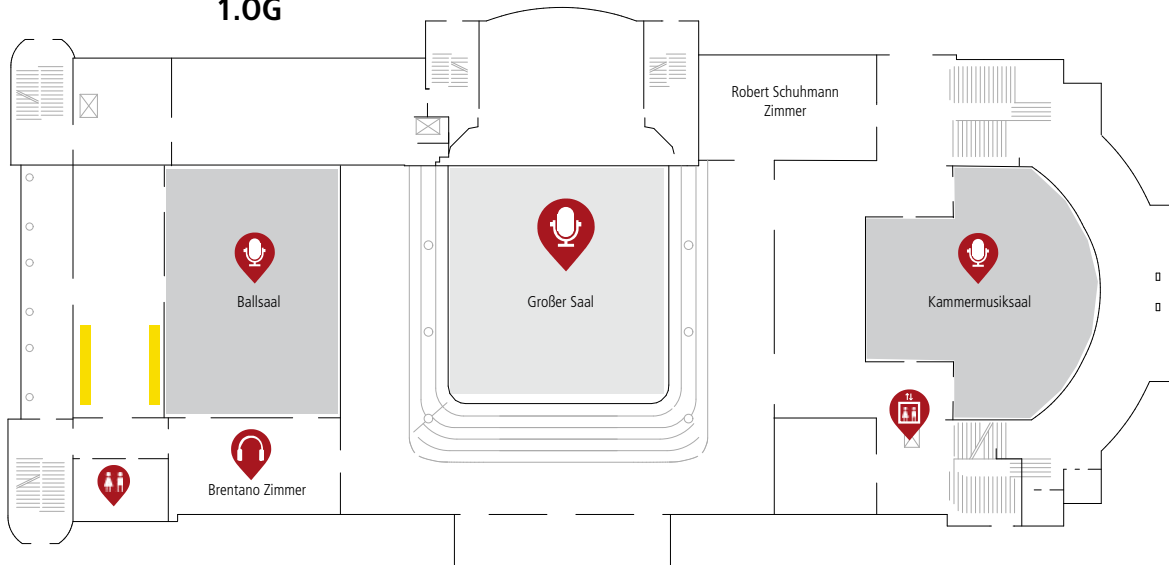 1.OG
Robert Schuhmann
Zimmer
Ballsaal
Großer Saal
Kammermusiksaal
Brentano Zimmer